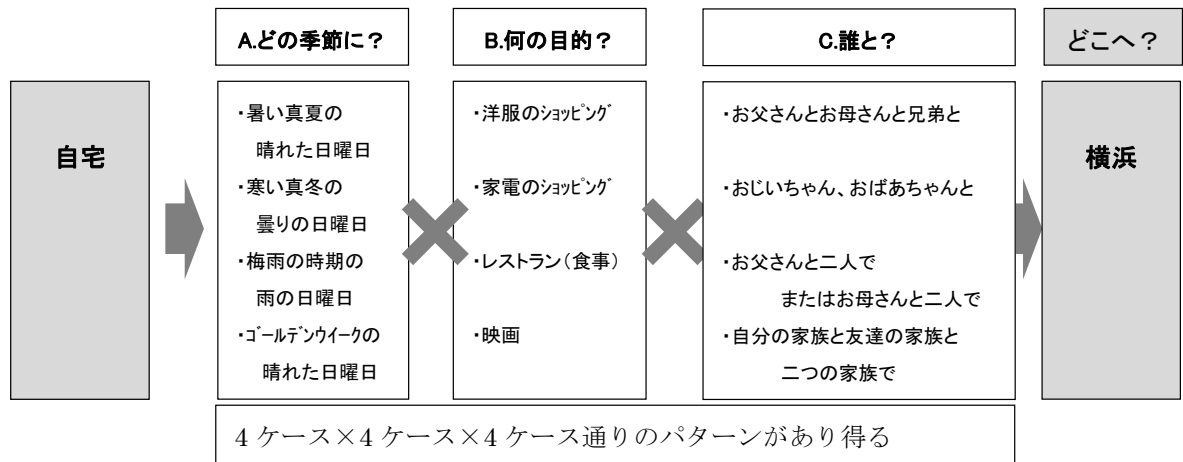 A.どの季節に？
B.何の目的？
C.誰と？
どこへ？
自宅
・暑い真夏の
晴れた日曜日
・寒い真冬の
曇りの日曜日
・梅雨の時期の
雨の日曜日
・ｺﾞｰﾙﾃﾞﾝｳｲｰｸの
晴れた日曜日
・洋服のｼｮｯﾋﾟﾝｸﾞ
・家電のｼｮｯﾋﾟﾝｸﾞ
・レストラン（食事）
・映画
・お父さんとお母さんと兄弟と
・おじいちゃん、おばあちゃんと
・お父さんと二人で
またはお母さんと二人で
・自分の家族と友達の家族と
二つの家族で
横浜
4 ケース×4 ケース×4 ケース通りのパターンがあり得る